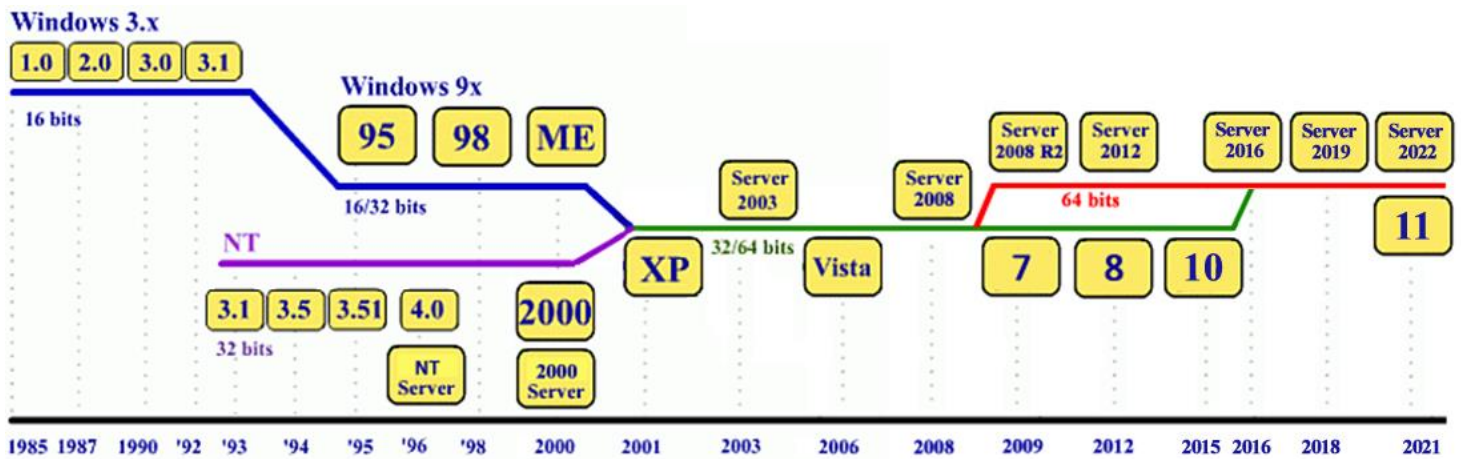 Windows 3.x
1.0 2.0 3.0 3.1
16 bits
Windows 9x
95 98 ME
16/32 bits
NT
3.1 3.5 3.51 4.0
32 bits
NT
Server
2000
2000
Server
XP
Server
2003
32/64 bits
Vista
Server
2008
Server
2008 R2
Server
2012
Server
2016
Server
2019
Server
2022
64 bits
7
8
10
11
1985 1987 1990 '92 '93 '94 '95 '96 '98 2000 2001 2003 2006 2008 2009 2012 2015 2016 2018 2021